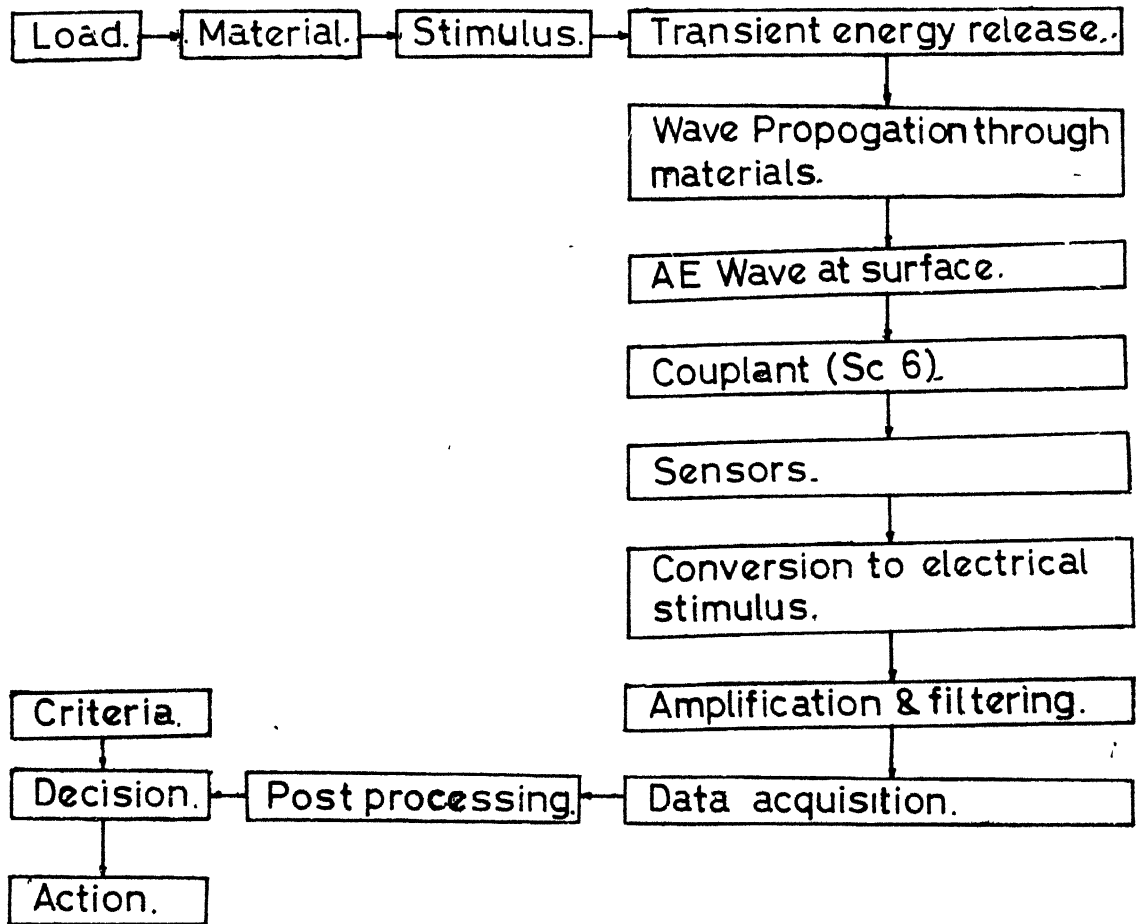 Load.
Material.
Stimulus.
Transient energy release.
Wave Propogation through
materials.
AE Wave at surface.
Couplant (Sc 6).
Sensors.
Conversion to electrical
stimulus.
Amplification & filtering.
Data acquisition.
Post processing.
Criteria.
Decision.
Action.